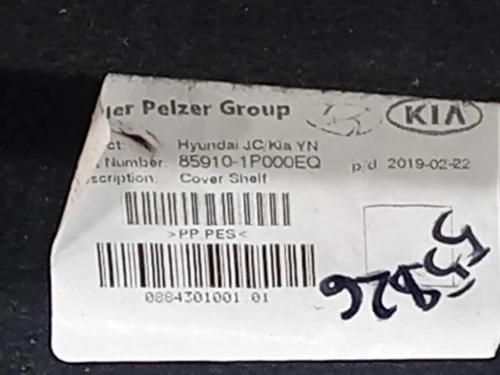 er Pelzer Group KIA
ct: Hyundai JC/Kia YN
Number: 85910-1P000EQ p/d 2019-02-22
scription: Cover Shelf
>PP,PES<
0884301001 01
55826